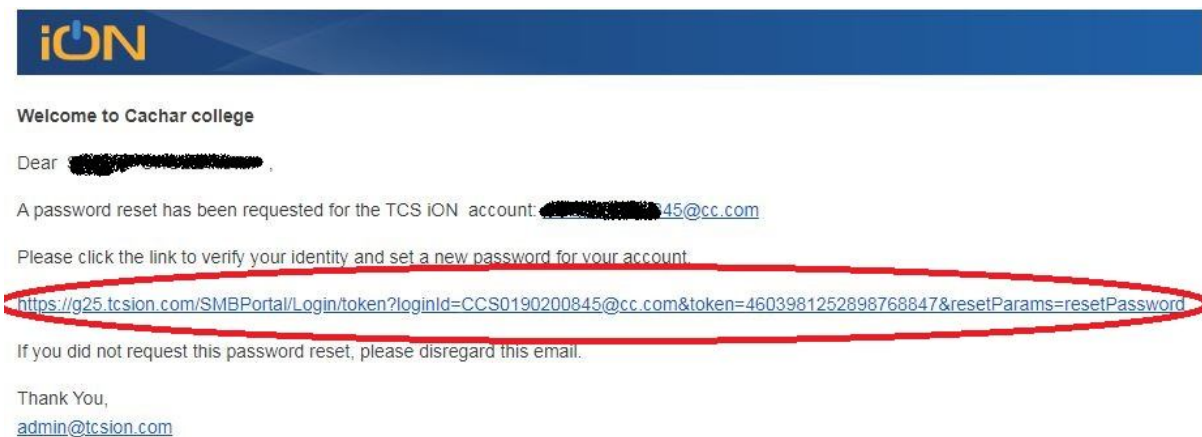 iON
Welcome to Cachar college
Dear ,
A password reset has been requested for the TCS iON account: 45@cc.com
Please click the link to verify your identity and set a new password for your account.
https://g25.tcsion.com/SMBPortal/Login/token?loginId=CCS0190200845@cc.com&token=4603981252898768847&resetParams=resetPassword
If you did not request this password reset, please disregard this email.
Thank You,
admin@tcsion.com